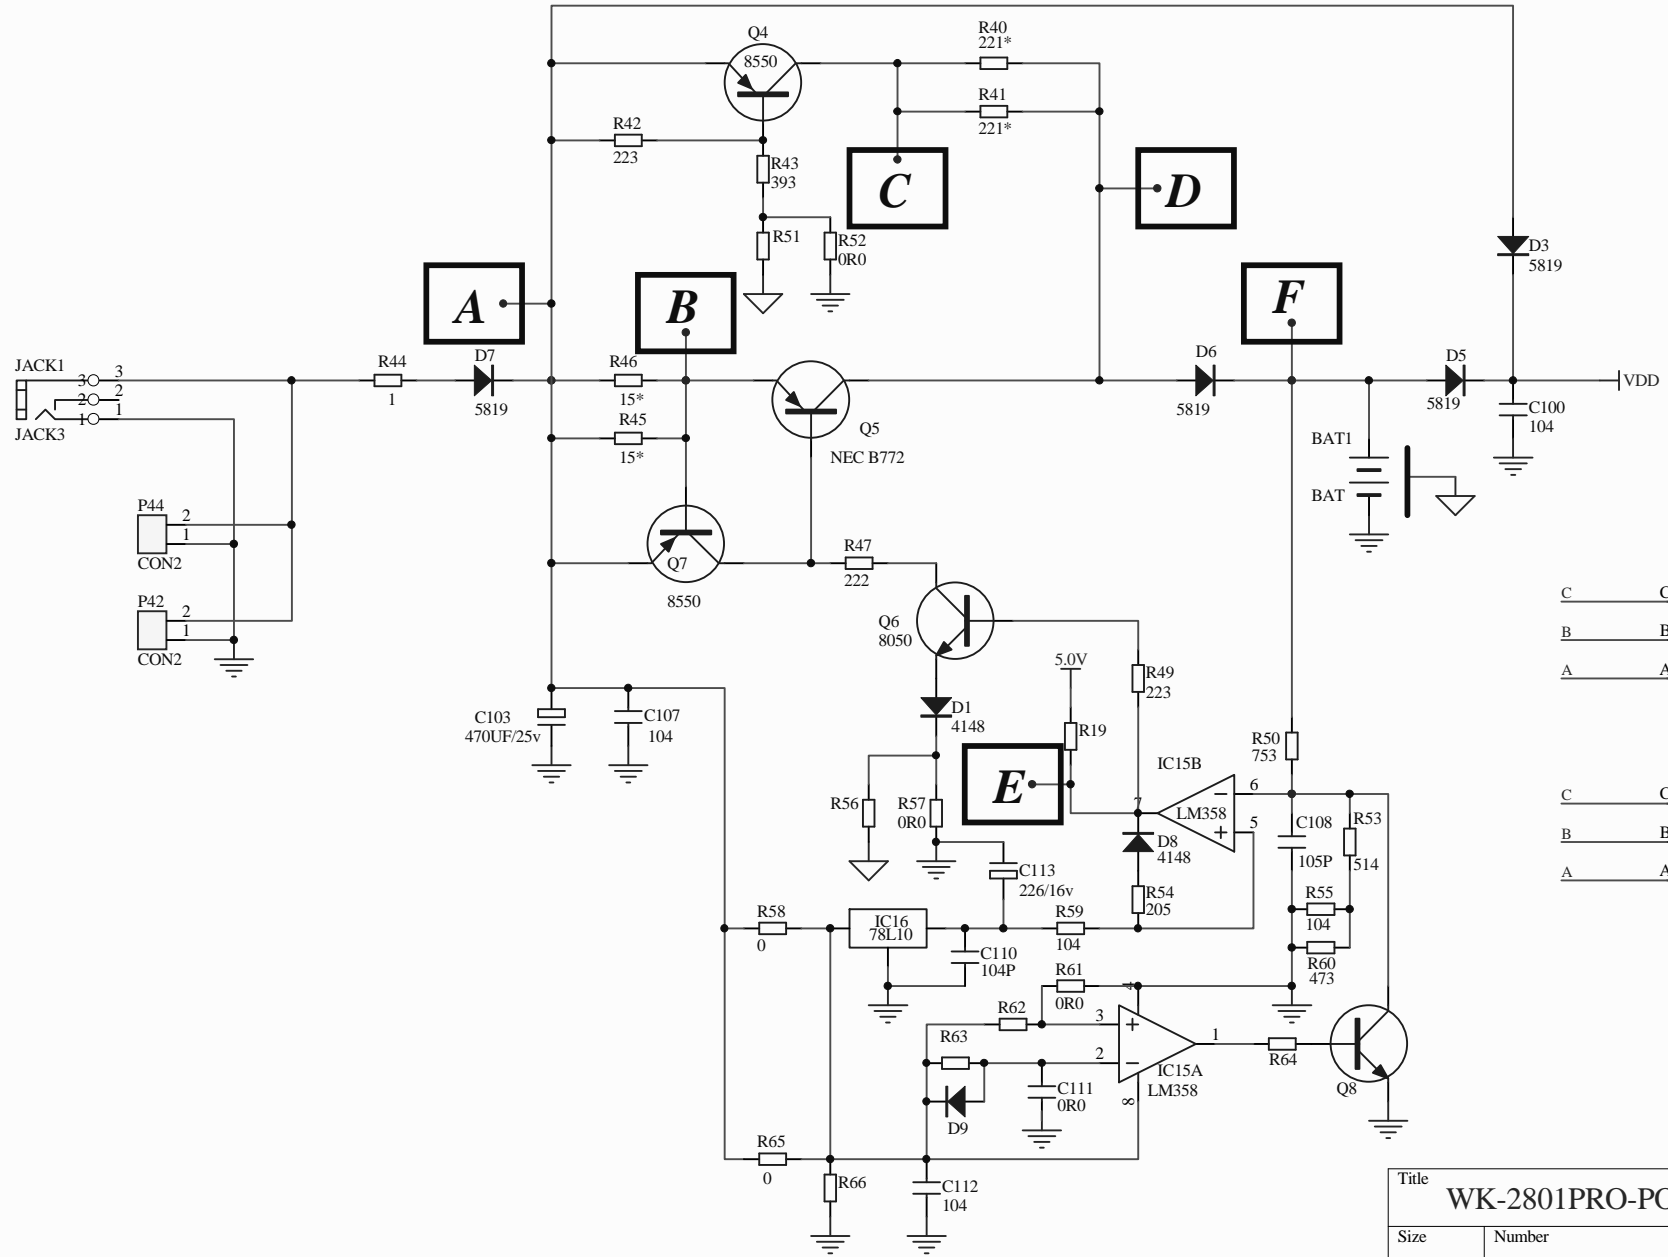 Q4
8550
R40
221*
R41
221*
R42
223
R43
393
C
D
R51
R52
0R0
D3
5819
A
B
F
JACK1
3 3
2 2
1 1
JACK3
R44
1
D7
5819
R46
15*
R45
15*
Q5
NEC B772
D6
5819
D5
5819
VDD
C100
104
BAT1
BAT
P44
2
1
CON2
P42
2
1
CON2
Q7
8550
R47
222
Q6
8050
C C
B B
A A
5.0V
R49
223
C103
470UF/25v
C107
104
D1
4148
R19
E
R50
753
IC15B
LM358
7
6
5
R56
R57
0R0
D8
4148
C108
105P
R53
514
C C
B B
A A
C113
226/16v
R54
205
R55
104
R58
0
IC16
78L10
R59
104
C110
104P
R60
473
R61
0R0
4
R62
3
R63
2
1
IC15A
LM358
8
R64
Q8
C111
0R0
D9
R65
0
R66
C112
104
Title
WK-2801PRO-PO
Size Number